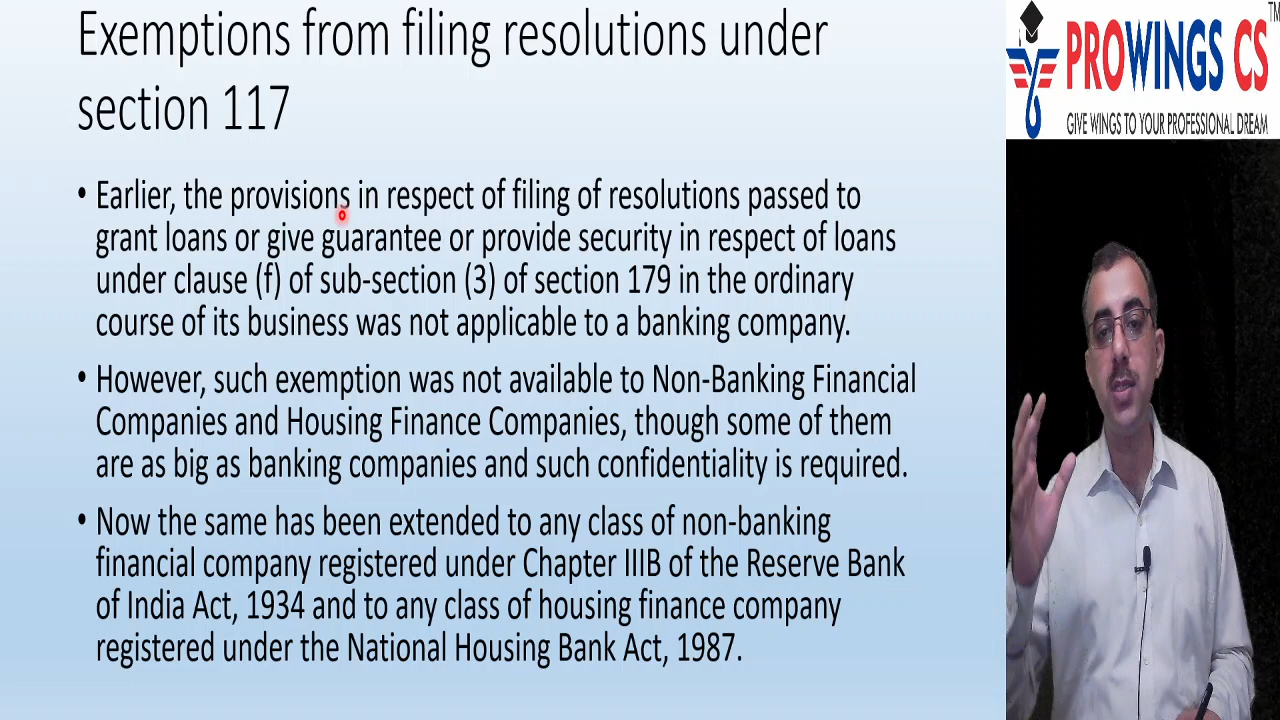 Exemptions from filing resolutions under
section 117
• Earlier, the provisions in respect of filing of resolutions passed to
grant loans or give guarantee or provide security in respect of loans
under clause (f) of sub-section (3) of section 179 in the ordinary
course of its business was not applicable to a banking company.
• However, such exemption was not available to Non-Banking Financial
Companies and Housing Finance Companies, though some of them
are as big as banking companies and such confidentiality is required.
• Now the same has been extended to any class of non-banking
financial company registered under Chapter IIIB of the Reserve Bank
of India Act, 1934 and to any class of housing finance company
registered under the National Housing Bank Act, 1987.
PROWINGS CS TM
GIVE WINGS TO YOUR PROFESSIONAL DREAM